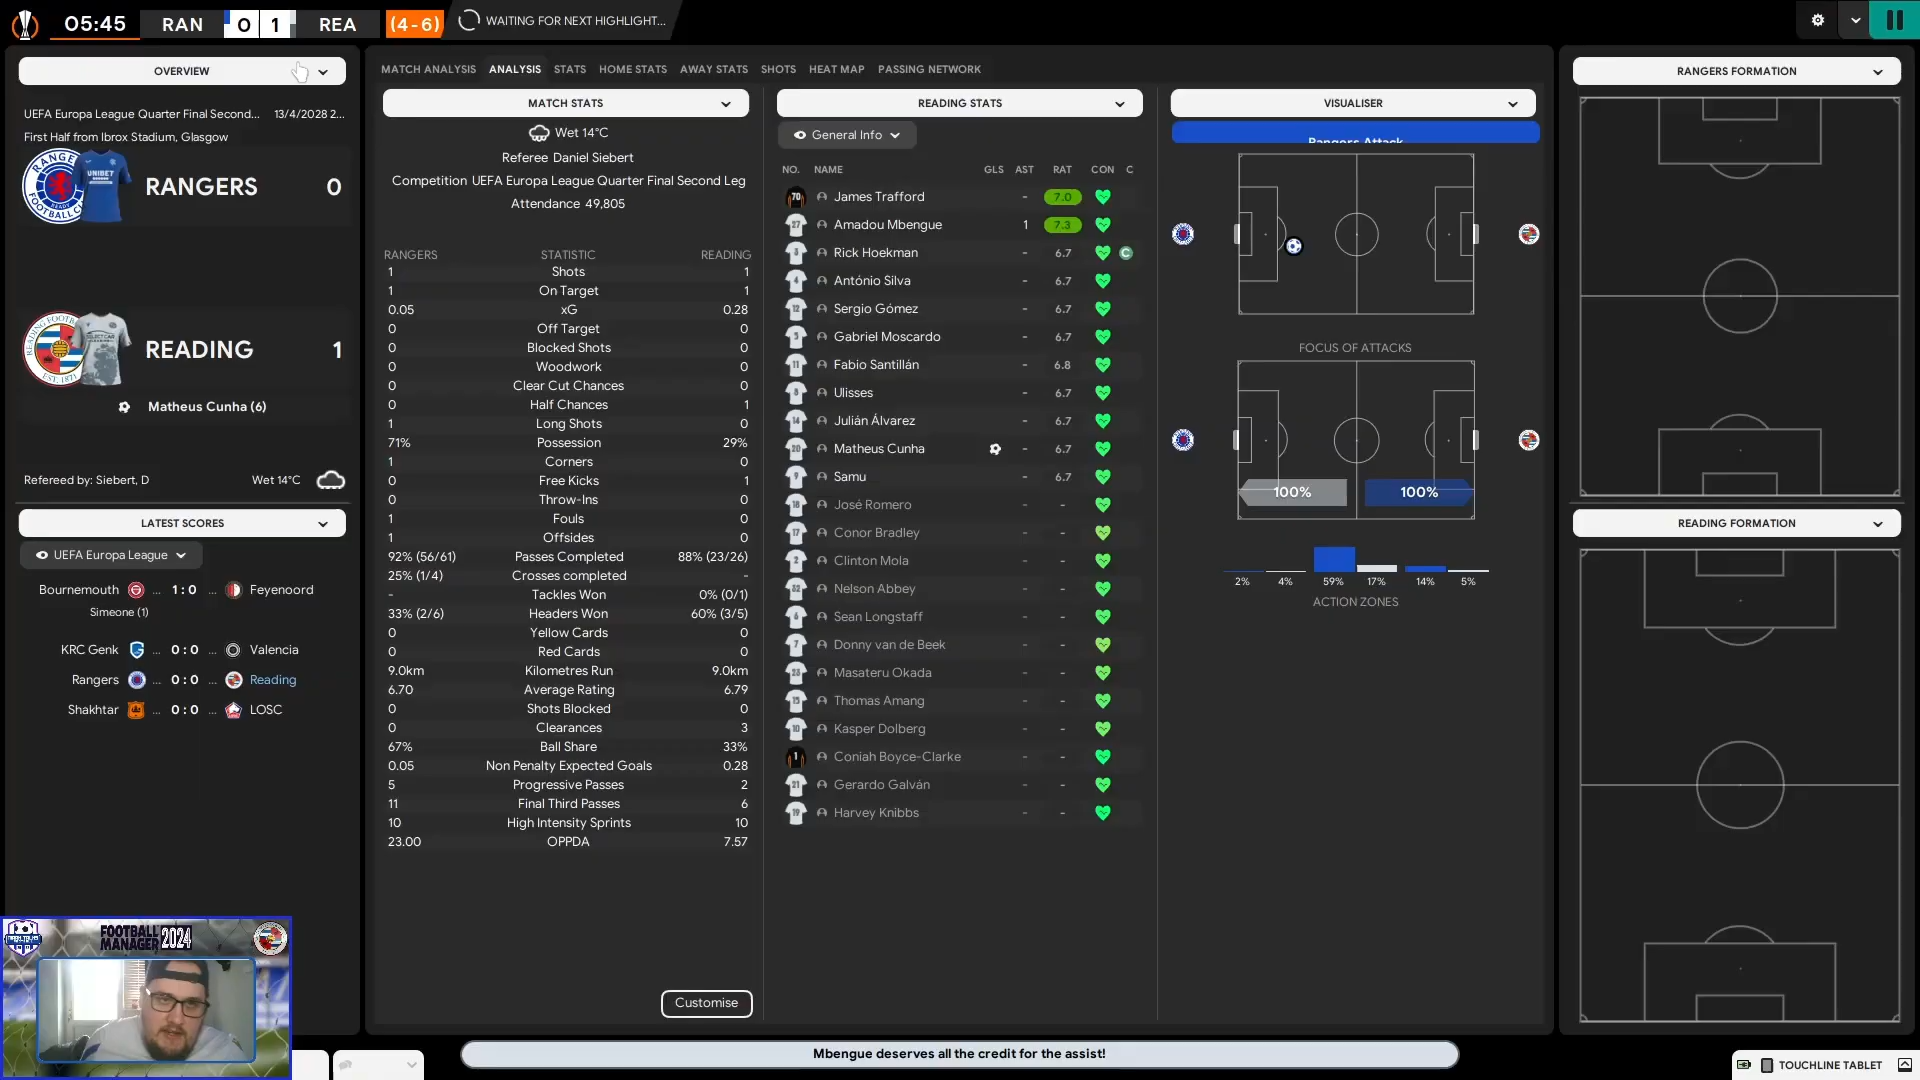 05:45 RAN 0 1 REA (4-6) WAITING FOR NEXT HIGHLIGHT...
OVERVIEW
UEFA Europa League Quarter Final Second... 13/4/2028 2...
First Half from Ibrox Stadium, Glasgow
RANGERS 0
READING 1
Matheus Cunha (6)
Refereed by: Siebert, D Wet 14°C
LATEST SCORES
UEFA Europa League
Bournemouth ... 1:0 ... Feyenoord
Simeone (1)
KRC Genk ... 0:0 ... Valencia
Rangers ... 0:0 ... Reading
Shakhtar ... 0:0 ... LOSC
FOOTBALL
MANAGER 2024
MATCH ANALYSIS ANALYSIS STATS HOME STATS AWAY STATS SHOTS HEAT MAP PASSING NETWORK
MATCH STATS
Wet 14°C
Referee Daniel Siebert
Competition UEFA Europa League Quarter Final Second Leg
Attendance 49,805
RANGERS STATISTIC READING
1 Shots 1
1 On Target 1
0.05 xG 0.28
0 Off Target 0
0 Blocked Shots 0
0 Woodwork 0
0 Clear Cut Chances 0
0 Half Chances 1
1 Long Shots 0
71% Possession 29%
1 Corners 0
0 Free Kicks 1
0 Throw-Ins 0
1 Fouls 0
1 Offsides 0
92% (56/61) Passes Completed 88% (23/26)
25% (1/4) Crosses completed -
- Tackles Won 0% (0/1)
33% (2/6) Headers Won 60% (3/5)
0 Yellow Cards 0
0 Red Cards 0
9.0km Kilometres Run 9.0km
6.70 Average Rating 6.79
0 Shots Blocked 0
0 Clearances 3
67% Ball Share 33%
0.05 Non Penalty Expected Goals 0.28
5 Progressive Passes 2
11 Final Third Passes 6
10 High Intensity Sprints 10
23.00 OPPDA 7.57
Customise
READING STATS
General Info
NO. NAME GLS AST RAT CON C
70 James Trafford - 7.0
27 Amadou Mbengue 1 7.3
Rick Hoekman - 6.7 C
4 António Silva - 6.7
12 Sergio Gómez - 6.7
Gabriel Moscardo - 6.7
11 Fabio Santillán - 6.8
Ulisses - 6.7
14 Julián Álvarez - 6.7
20 Matheus Cunha - 6.7
9 Samu - 6.7
José Romero - -
17 Conor Bradley - -
2 Clinton Mola - -
Nelson Abbey - -
Sean Longstaff - -
7 Donny van de Beek - -
Masateru Okada - -
Thomas Amang - -
10 Kasper Dolberg - -
1 Coniah Boyce-Clarke - -
21 Gerardo Galván - -
19 Harvey Knibbs - -
VISUALISER
Rangers Attack
FOCUS OF ATTACKS
100% 100%
2% 4% 59% 17% 14% 5%
ACTION ZONES
RANGERS FORMATION
READING FORMATION
Mbengue deserves all the credit for the assist!
TOUCHLINE TABLET